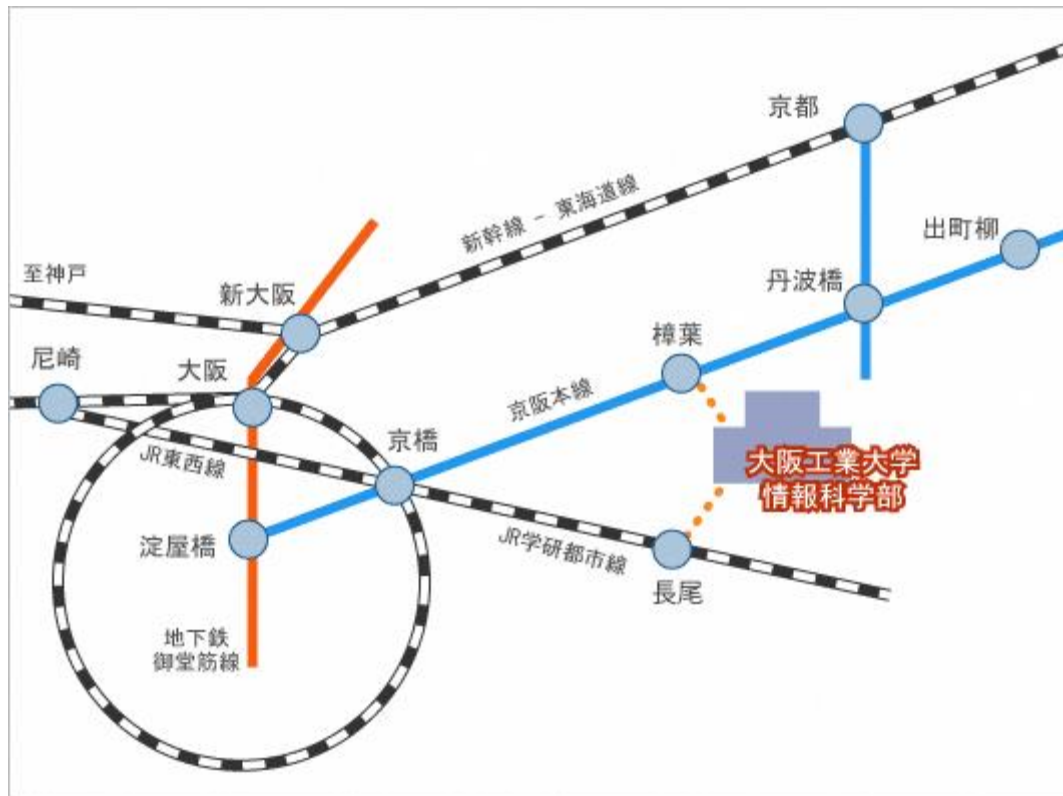 京都
出町柳
新幹線 - 東海道線
至神戸
新大阪
丹波橋
尼崎
大阪
樟葉
京阪本線
京橋
JR東西線
大阪工業大学
情報科学部
淀屋橋
JR学研都市線
長尾
地下鉄
御堂筋線